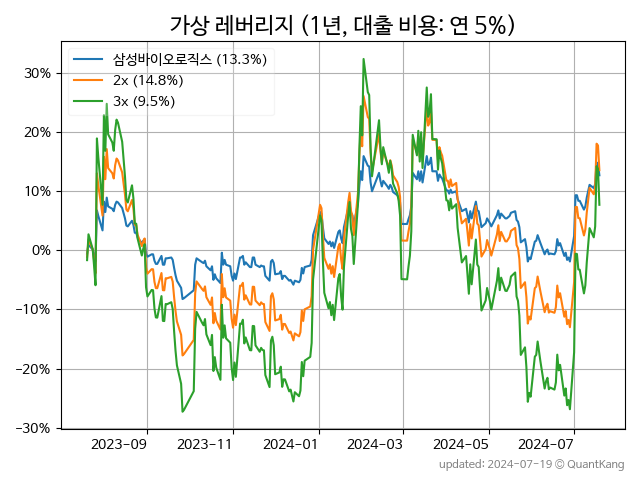 가상 레버리지 (1년, 대출 비용: 연 5%)
삼성바이오로직스 (13.3%)
2x (14.8%)
3x (9.5%)
30%
20%
10%
0%
−10%
−20%
−30%
2023-09 2023-11 2024-01 2024-03 2024-05 2024-07
updated: 2024-07-19 © QuantKang